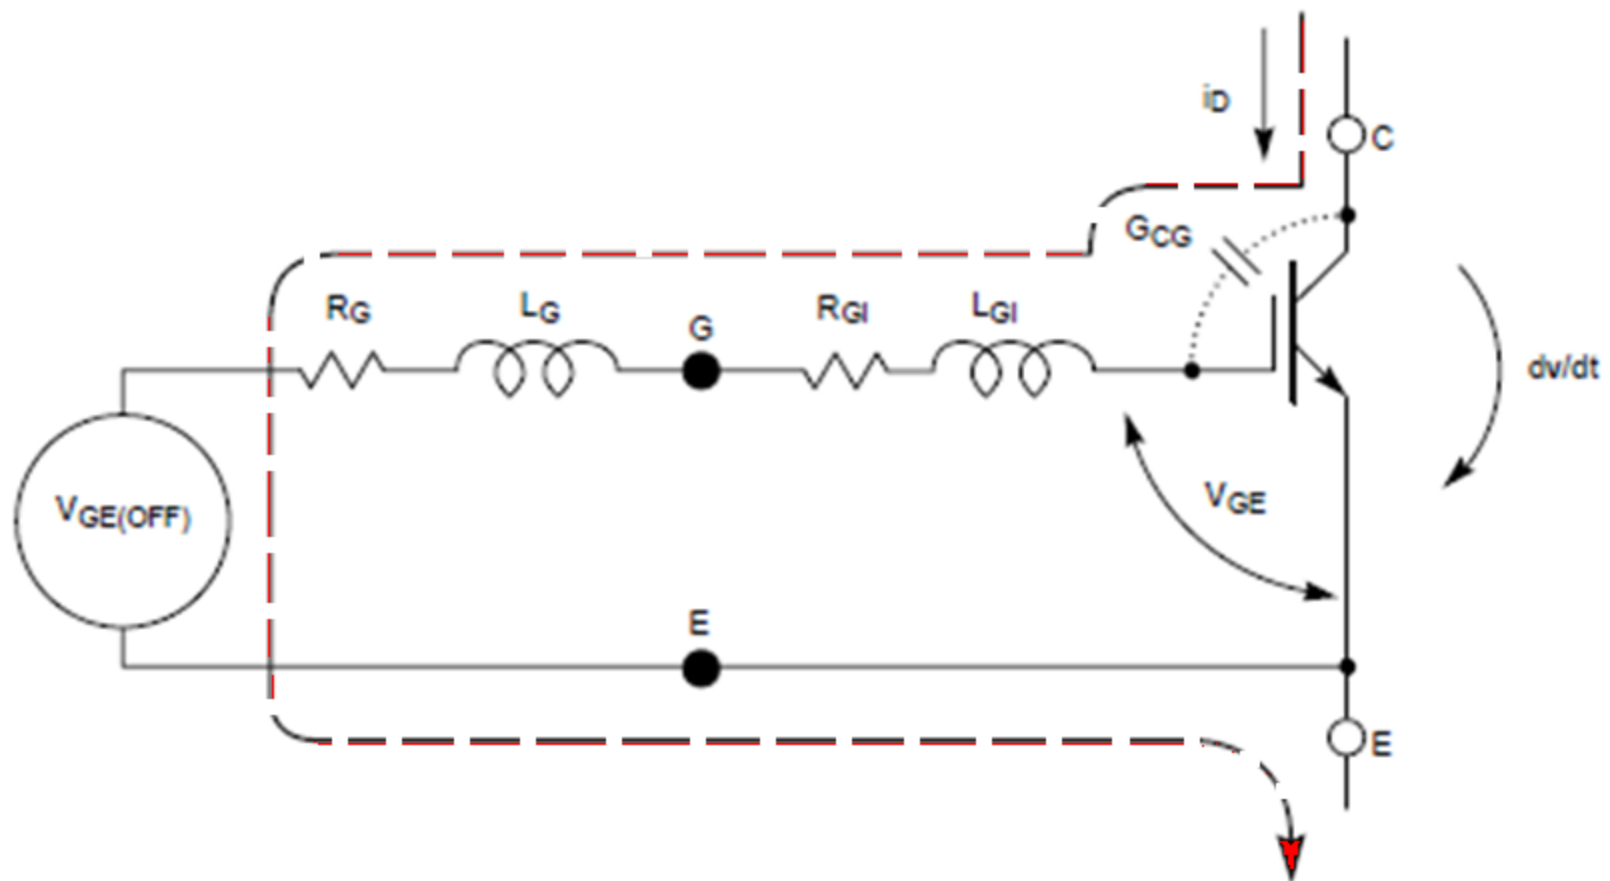 iD
C
GCG
RG
LG
G
RGI
LGI
dv/dt
VGE(OFF)
VGE
E
E